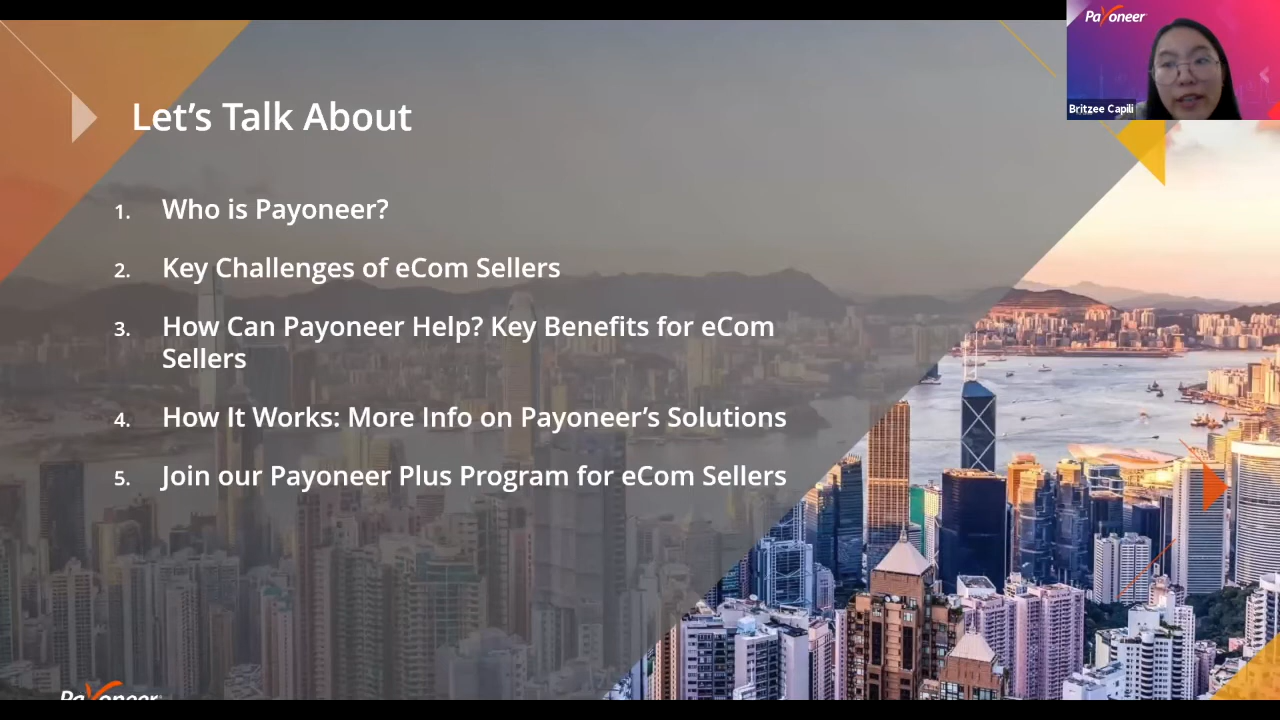 Payoneer
Britzee Capili
Let's Talk About
1. Who is Payoneer?
2. Key Challenges of eCom Sellers
3. How Can Payoneer Help? Key Benefits for eCom
Sellers
4. How It Works: More Info on Payoneer's Solutions
5. Join our Payoneer Plus Program for eCom Sellers
Payoneer